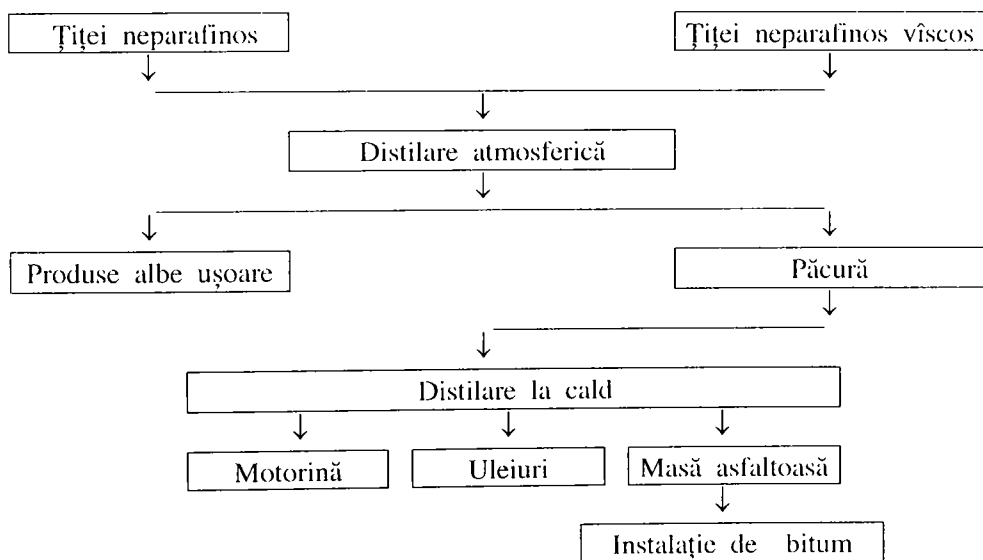 Țiței neparafinos
Țiței neparafinos vîscos
Distilare atmosferică
Produse albe ușoare
Păcură
Distilare la cald
Motorină
Uleiuri
Masă asfaltoasă
Instalație de bitum